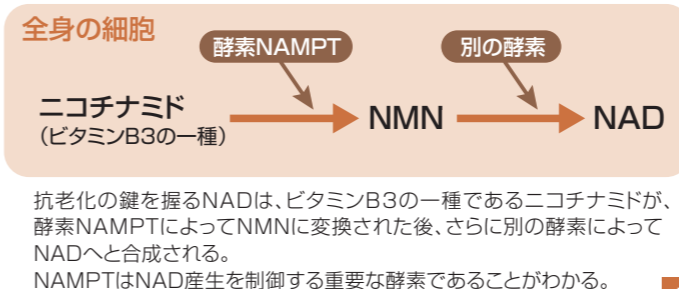 全身の細胞
酵素NAMPT
別の酵素
ニコチナミド
（ビタミンB3の一種）
NMN
NAD
抗老化の鍵を握るNADは、ビタミンB3の一種であるニコチナミドが、
酵素NAMPTによってNMNに変換された後、さらに別の酵素によって
NADへと合成される。
NAMPTはNAD産生を制御する重要な酵素であることがわかる。